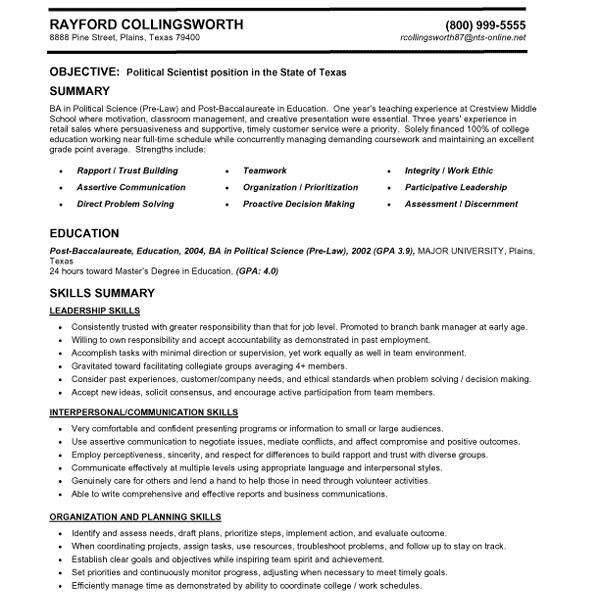 RAYFORD COLLINGSWORTH (800) 999-5555
8888 Pine Street, Plains, Texas 79400 rcollingsworth87@nts-online.net
OBJECTIVE: Political Scientist position in the State of Texas
SUMMARY
BA in Political Science (Pre-Law) and Post-Baccalaureate in Education. One year's teaching experience at Crestview Middle
School where motivation, classroom management, and creative presentation were essential. Three years' experience in
retail sales where persuasiveness and supportive, timely customer service were a priority. Solely financed 100% of college
education working near full-time schedule while concurrently managing demanding coursework and maintaining an excellent
grade point average. Strengths include:
• Rapport / Trust Building • Teamwork • Integrity / Work Ethic
• Assertive Communication • Organization / Prioritization • Participative Leadership
• Direct Problem Solving • Proactive Decision Making • Assessment / Discernment
EDUCATION
Post-Baccalaureate, Education, 2004, BA in Political Science (Pre-Law), 2002 (GPA 3.9), MAJOR UNIVERSITY, Plains,
Texas
24 hours toward Master's Degree in Education, (GPA: 4.0)
SKILLS SUMMARY
LEADERSHIP SKILLS
• Consistently trusted with greater responsibility than that for job level. Promoted to branch bank manager at early age.
• Willing to own responsibility and accept accountability as demonstrated in past employment.
• Accomplish tasks with minimal direction or supervision, yet work equally as well in team environment.
• Gravitated toward facilitating collegiate groups averaging 4+ members.
• Consider past experiences, customer/company needs, and ethical standards when problem solving / decision making.
• Accept new ideas, solicit consensus, and encourage active participation from team members.
INTERPERSONAL/COMMUNICATION SKILLS
• Very comfortable and confident presenting programs or information to small or large audiences.
• Use assertive communication to negotiate issues, mediate conflicts, and affect compromise and positive outcomes.
• Employ perceptiveness, sincerity, and respect for differences to build rapport and trust with diverse groups.
• Communicate effectively at multiple levels using appropriate language and interpersonal styles.
• Genuinely care for others and lend a hand to help those in need through volunteer activities.
• Able to write comprehensive and effective reports and business communications.
ORGANIZATION AND PLANNING SKILLS
• Identify and assess needs, draft plans, prioritize steps, implement action, and evaluate outcome.
• When coordinating projects, assign tasks, use resources, troubleshoot problems, and follow up to completion.
• Establish clear goals and objectives while inspiring team spirit and achievement.
• Set priorities and continuously monitor projects, adjusting as necessary to meet timely goals.
• Efficiently manage time as demonstrated by ability to coordinate college / work schedules.